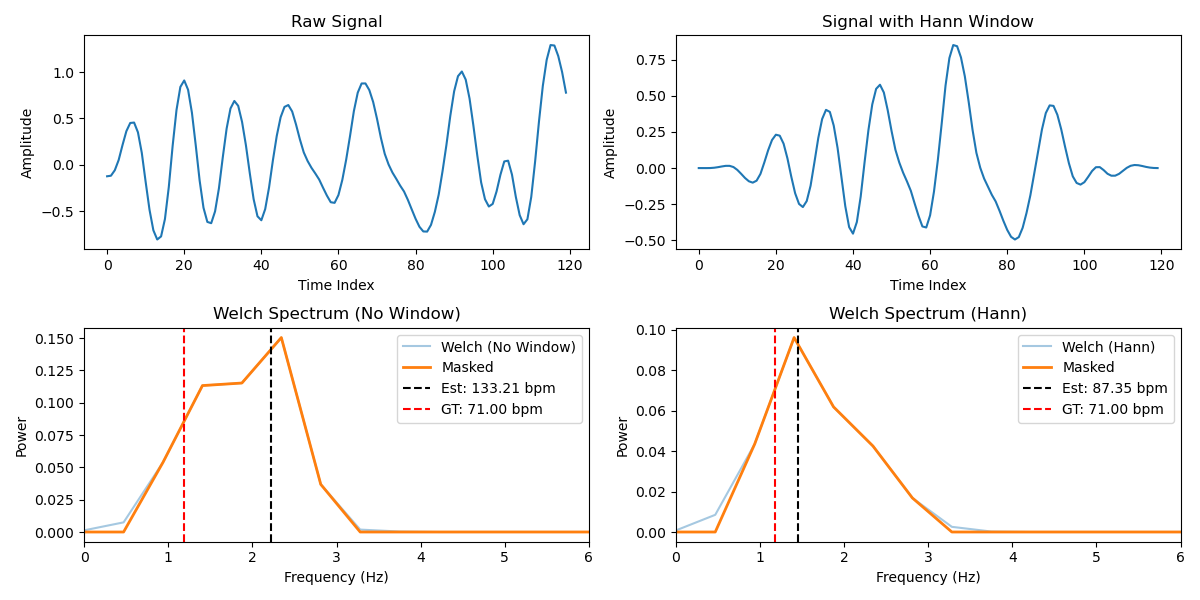 Raw Signal
Amplitude
1.0
0.5
0.0
−0.5
0 20 40 60 80 100 120
Time Index
Signal with Hann Window
Amplitude
0.75
0.50
0.25
0.00
−0.25
−0.50
0 20 40 60 80 100 120
Time Index
Welch Spectrum (No Window)
Power
0.150
0.125
0.100
0.075
0.050
0.025
0.000
Welch (No Window)
Masked
Est: 133.21 bpm
GT: 71.00 bpm
0 1 2 3 4 5 6
Frequency (Hz)
Welch Spectrum (Hann)
Power
0.10
0.08
0.06
0.04
0.02
0.00
Welch (Hann)
Masked
Est: 87.35 bpm
GT: 71.00 bpm
0 1 2 3 4 5 6
Frequency (Hz)